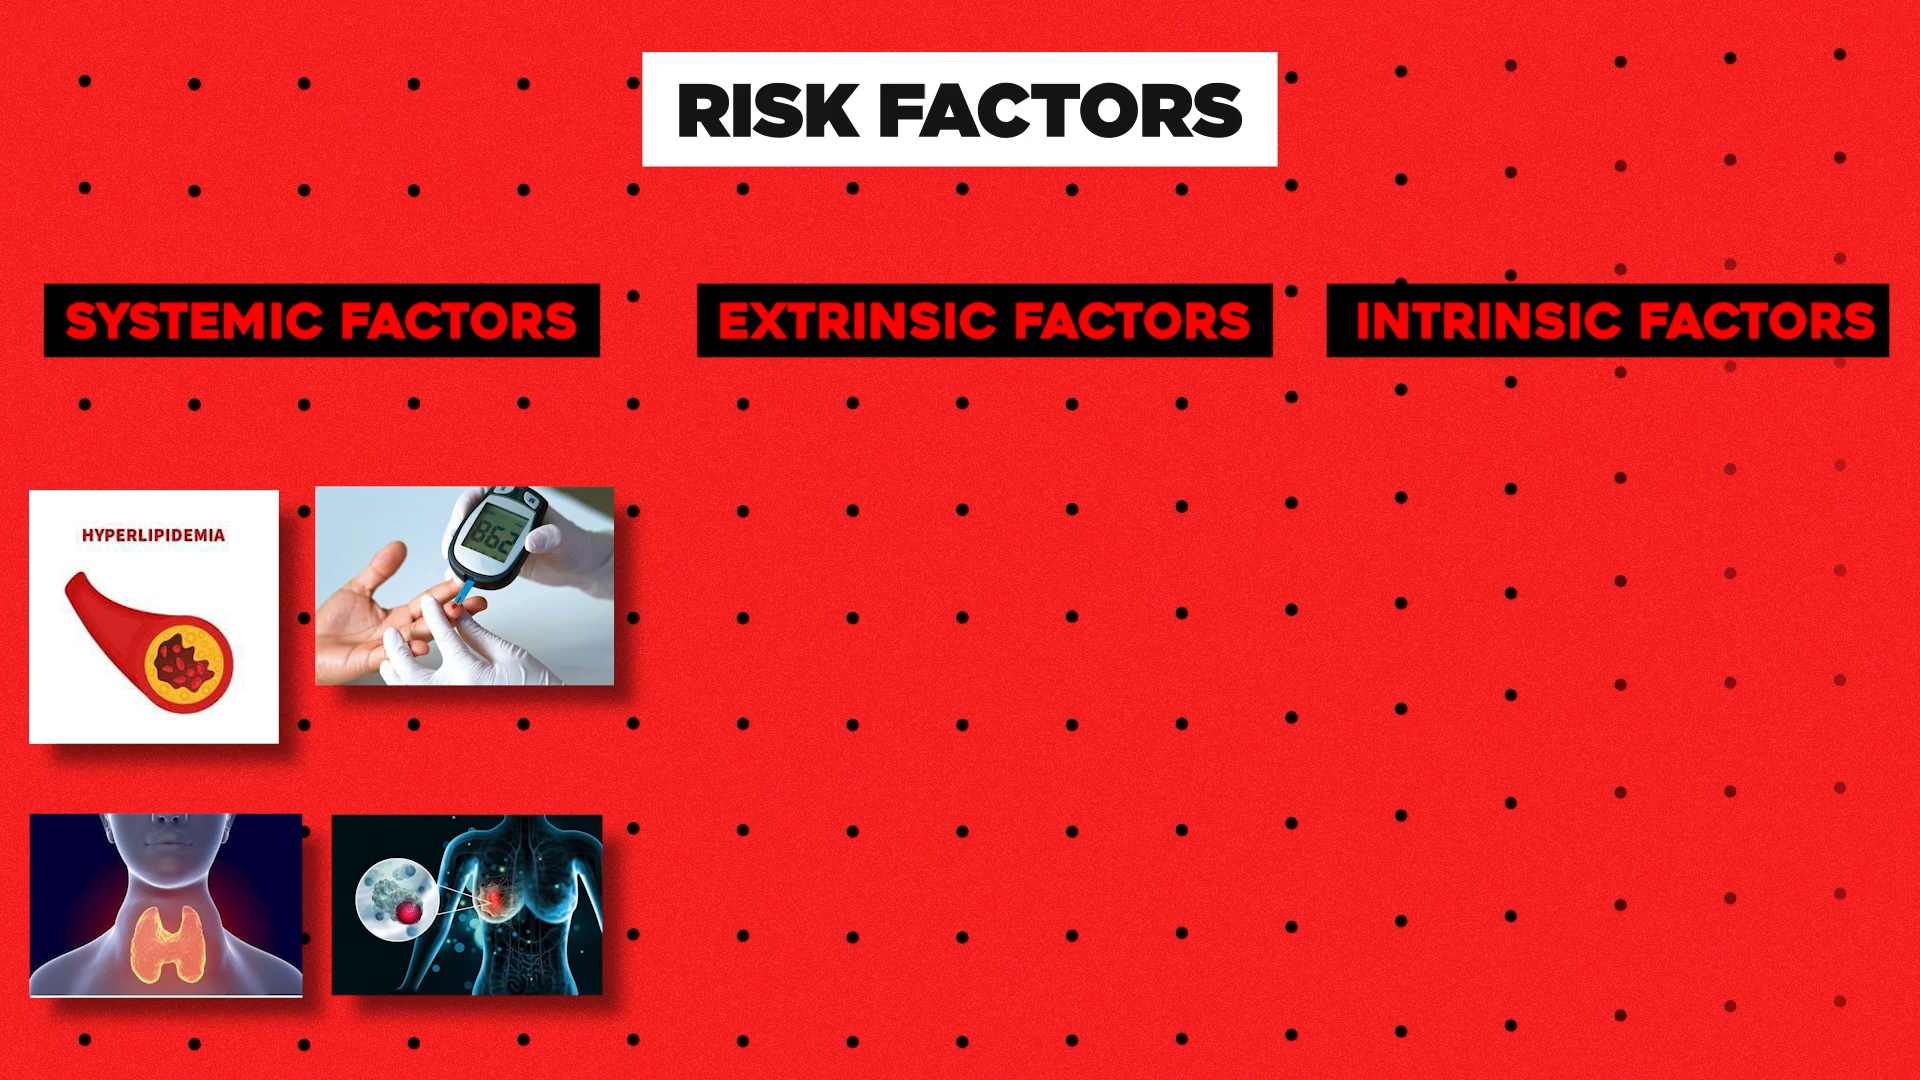 RISK FACTORS
SYSTEMIC FACTORS
EXTRINSIC FACTORS
INTRINSIC FACTORS
HYPERLIPIDEMIA